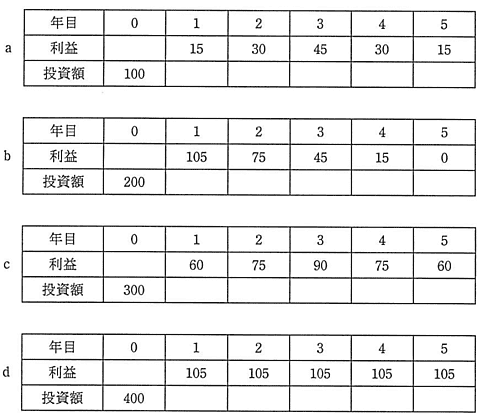 a
年目 0 1 2 3 4 5
利益 15 30 45 30 15
投資額 100
b
年目 0 1 2 3 4 5
利益 105 75 45 15 0
投資額 200
c
年目 0 1 2 3 4 5
利益 60 75 90 75 60
投資額 300
d
年目 0 1 2 3 4 5
利益 105 105 105 105 105
投資額 400